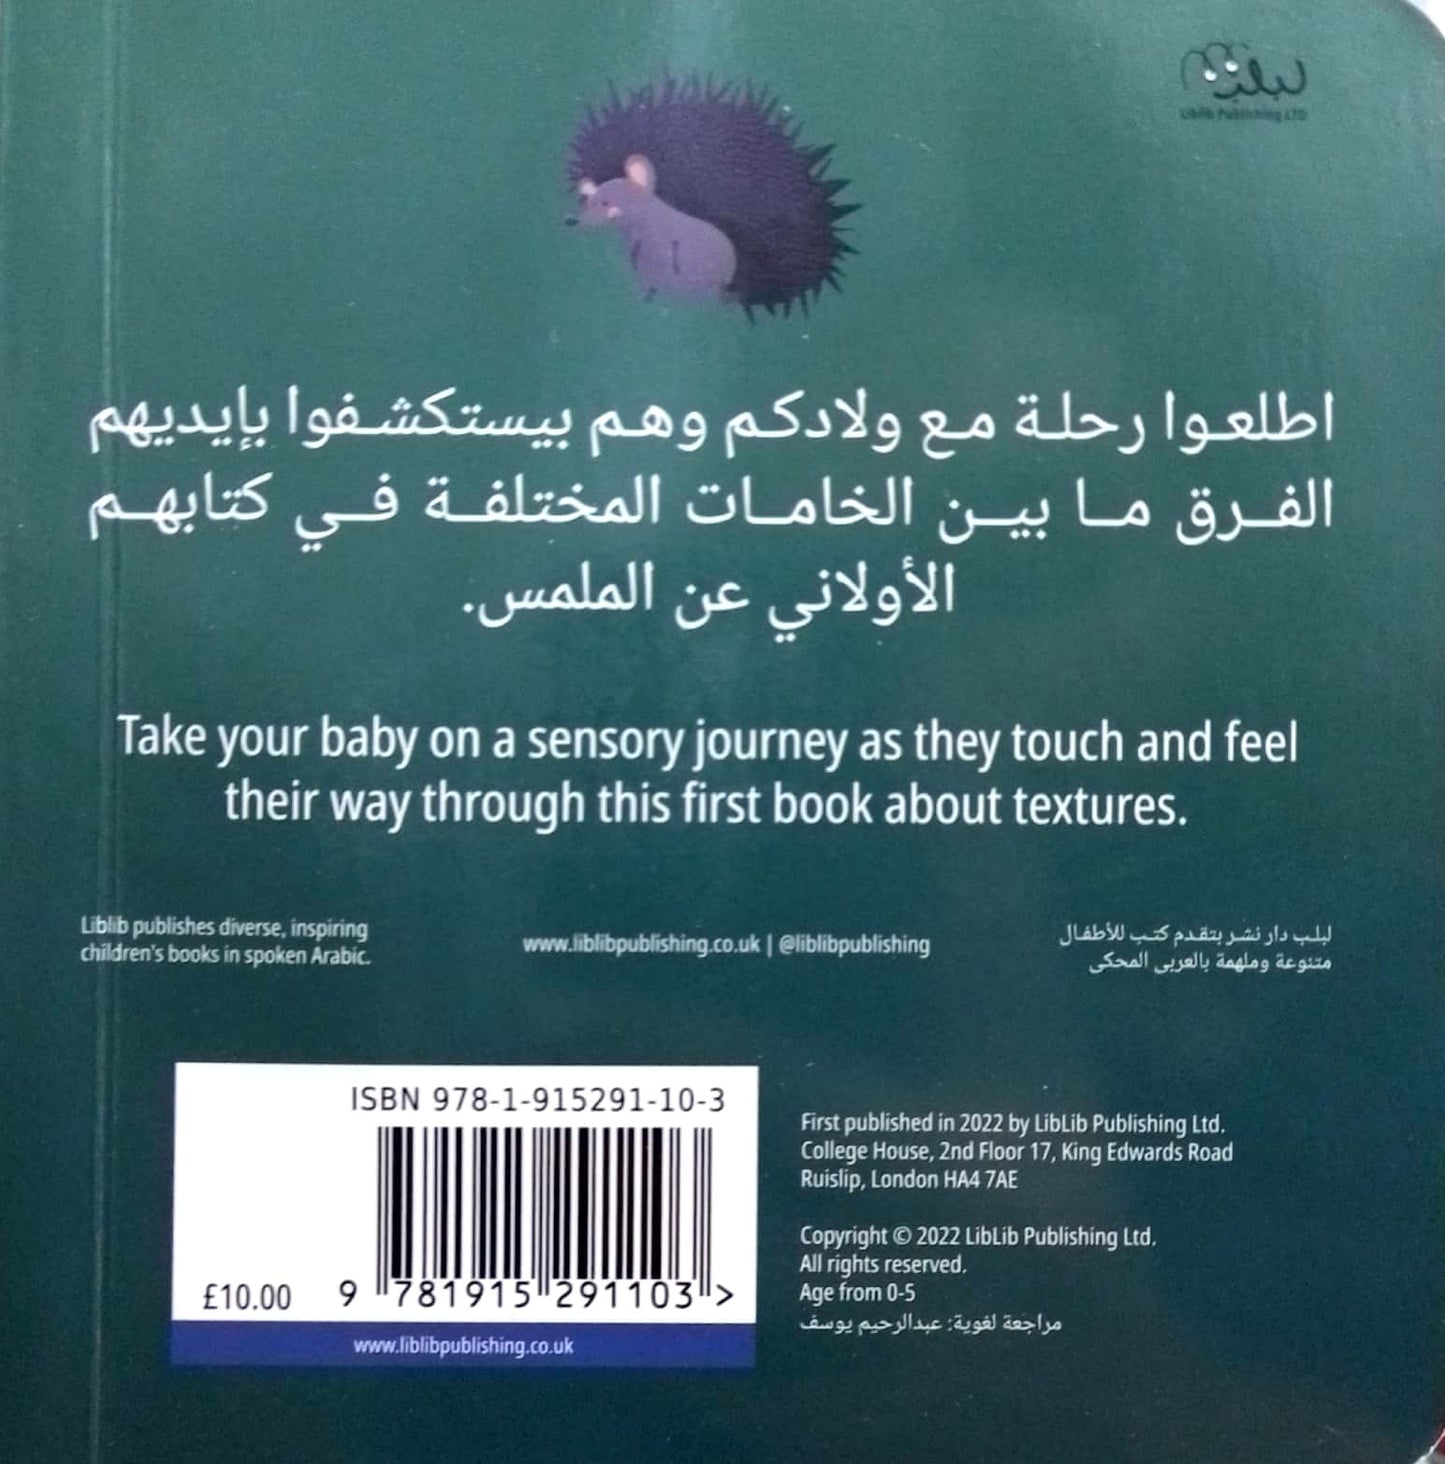 لبلب
Liblib Publishing LTD
اطلعوا رحلة مع ولادكم وهم بيستكشفوا بإيديهم
الفرق ما بين الخامات المختلفة في كتابهم
الأولاني عن الملمس.
Take your baby on a sensory journey as they touch and feel
their way through this first book about textures.
Liblib publishes diverse, inspiring
children's books in spoken Arabic.
www.liblibpublishing.co.uk | @liblibpublishing
لبلب دار نشر بتقدم كتب للأطفال
متنوعة وملهمة بالعربى المحكى
ISBN 978-1-915291-10-3
£10.00
9 781915 291103 >
www.liblibpublishing.co.uk
First published in 2022 by LibLib Publishing Ltd.
College House, 2nd Floor 17, King Edwards Road
Ruislip, London HA4 7AE
Copyright © 2022 LibLib Publishing Ltd.
All rights reserved.
Age from 0-5
مراجعة لغوية: عبدالرحيم يوسف